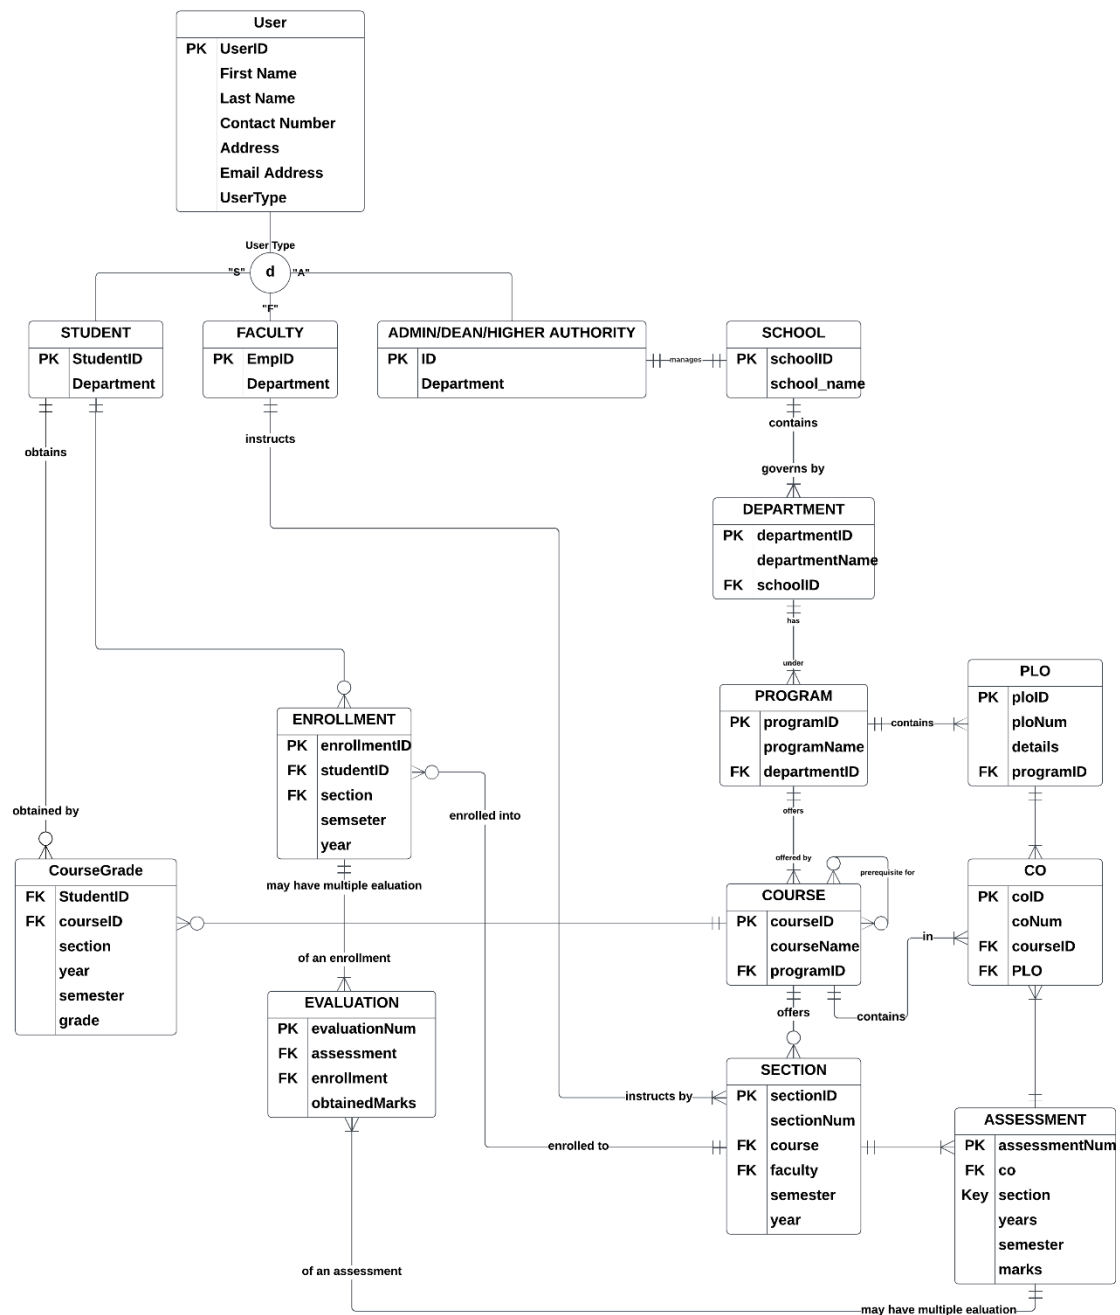 User
PK UserID
First Name
Last Name
Contact Number
Address
Email Address
UserType
User Type
"S"
d
"A"
"F"
STUDENT
PK StudentID
Department
FACULTY
PK EmpID
Department
ADMIN/DEAN/HIGHER AUTHORITY
PK ID
Department
manages
SCHOOL
PK schoolID
school_name
obtains
instructs
contains
governs by
DEPARTMENT
PK departmentID
departmentName
FK schoolID
has
under
PROGRAM
PK programID
programName
FK departmentID
contains
PLO
PK ploID
ploNum
details
FK programID
ENROLLMENT
PK enrollmentID
FK studentID
FK section
semseter
year
enrolled into
offers
offered by
prerequisite for
obtained by
CourseGrade
FK StudentID
FK courseID
section
year
semester
grade
may have multiple ealuation
of an enrollment
COURSE
PK courseID
courseName
FK programID
in
contains
CO
PK coID
coNum
FK courseID
FK PLO
offers
EVALUATION
PK evaluationNum
FK assessment
FK enrollment
obtainedMarks
instructs by
enrolled to
SECTION
PK sectionID
sectionNum
FK course
FK faculty
semester
year
ASSESSMENT
PK assessmentNum
FK co
Key section
years
semester
marks
of an assessment
may have multiple ealuation